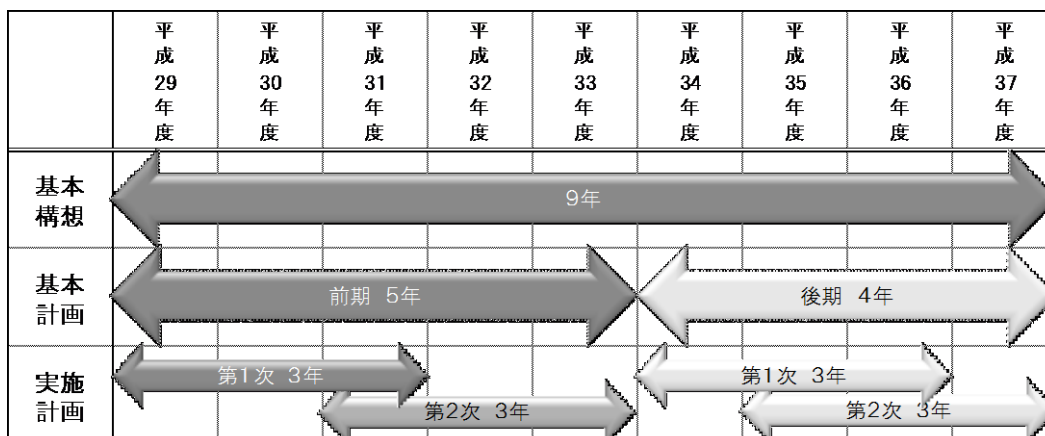 平成29年度
平成30年度
平成31年度
平成32年度
平成33年度
平成34年度
平成35年度
平成36年度
平成37年度
基本
構想
9年
基本
計画
前期 5年
後期 4年
実施
計画
第1次 3年
第1次 3年
第2次 3年
第2次 3年